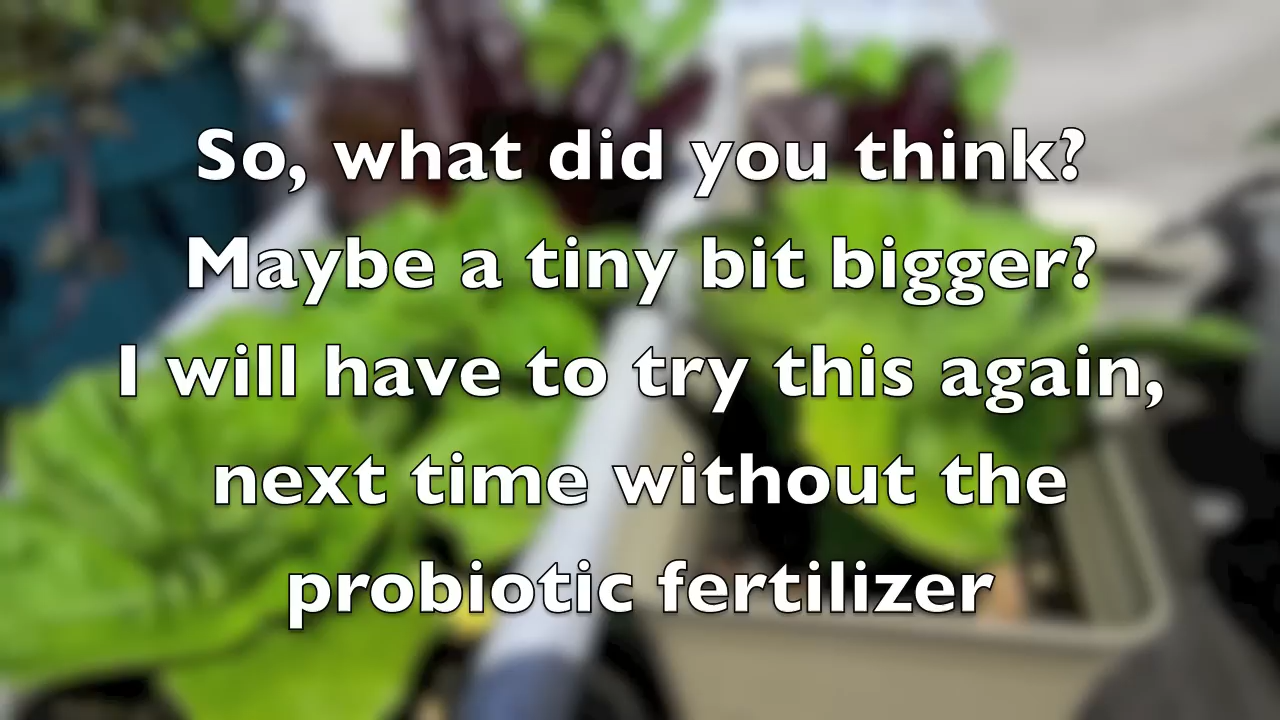 So, what did you think?
Maybe a tiny bit bigger?
I will have to try this again,
next time without the
probiotic fertilizer